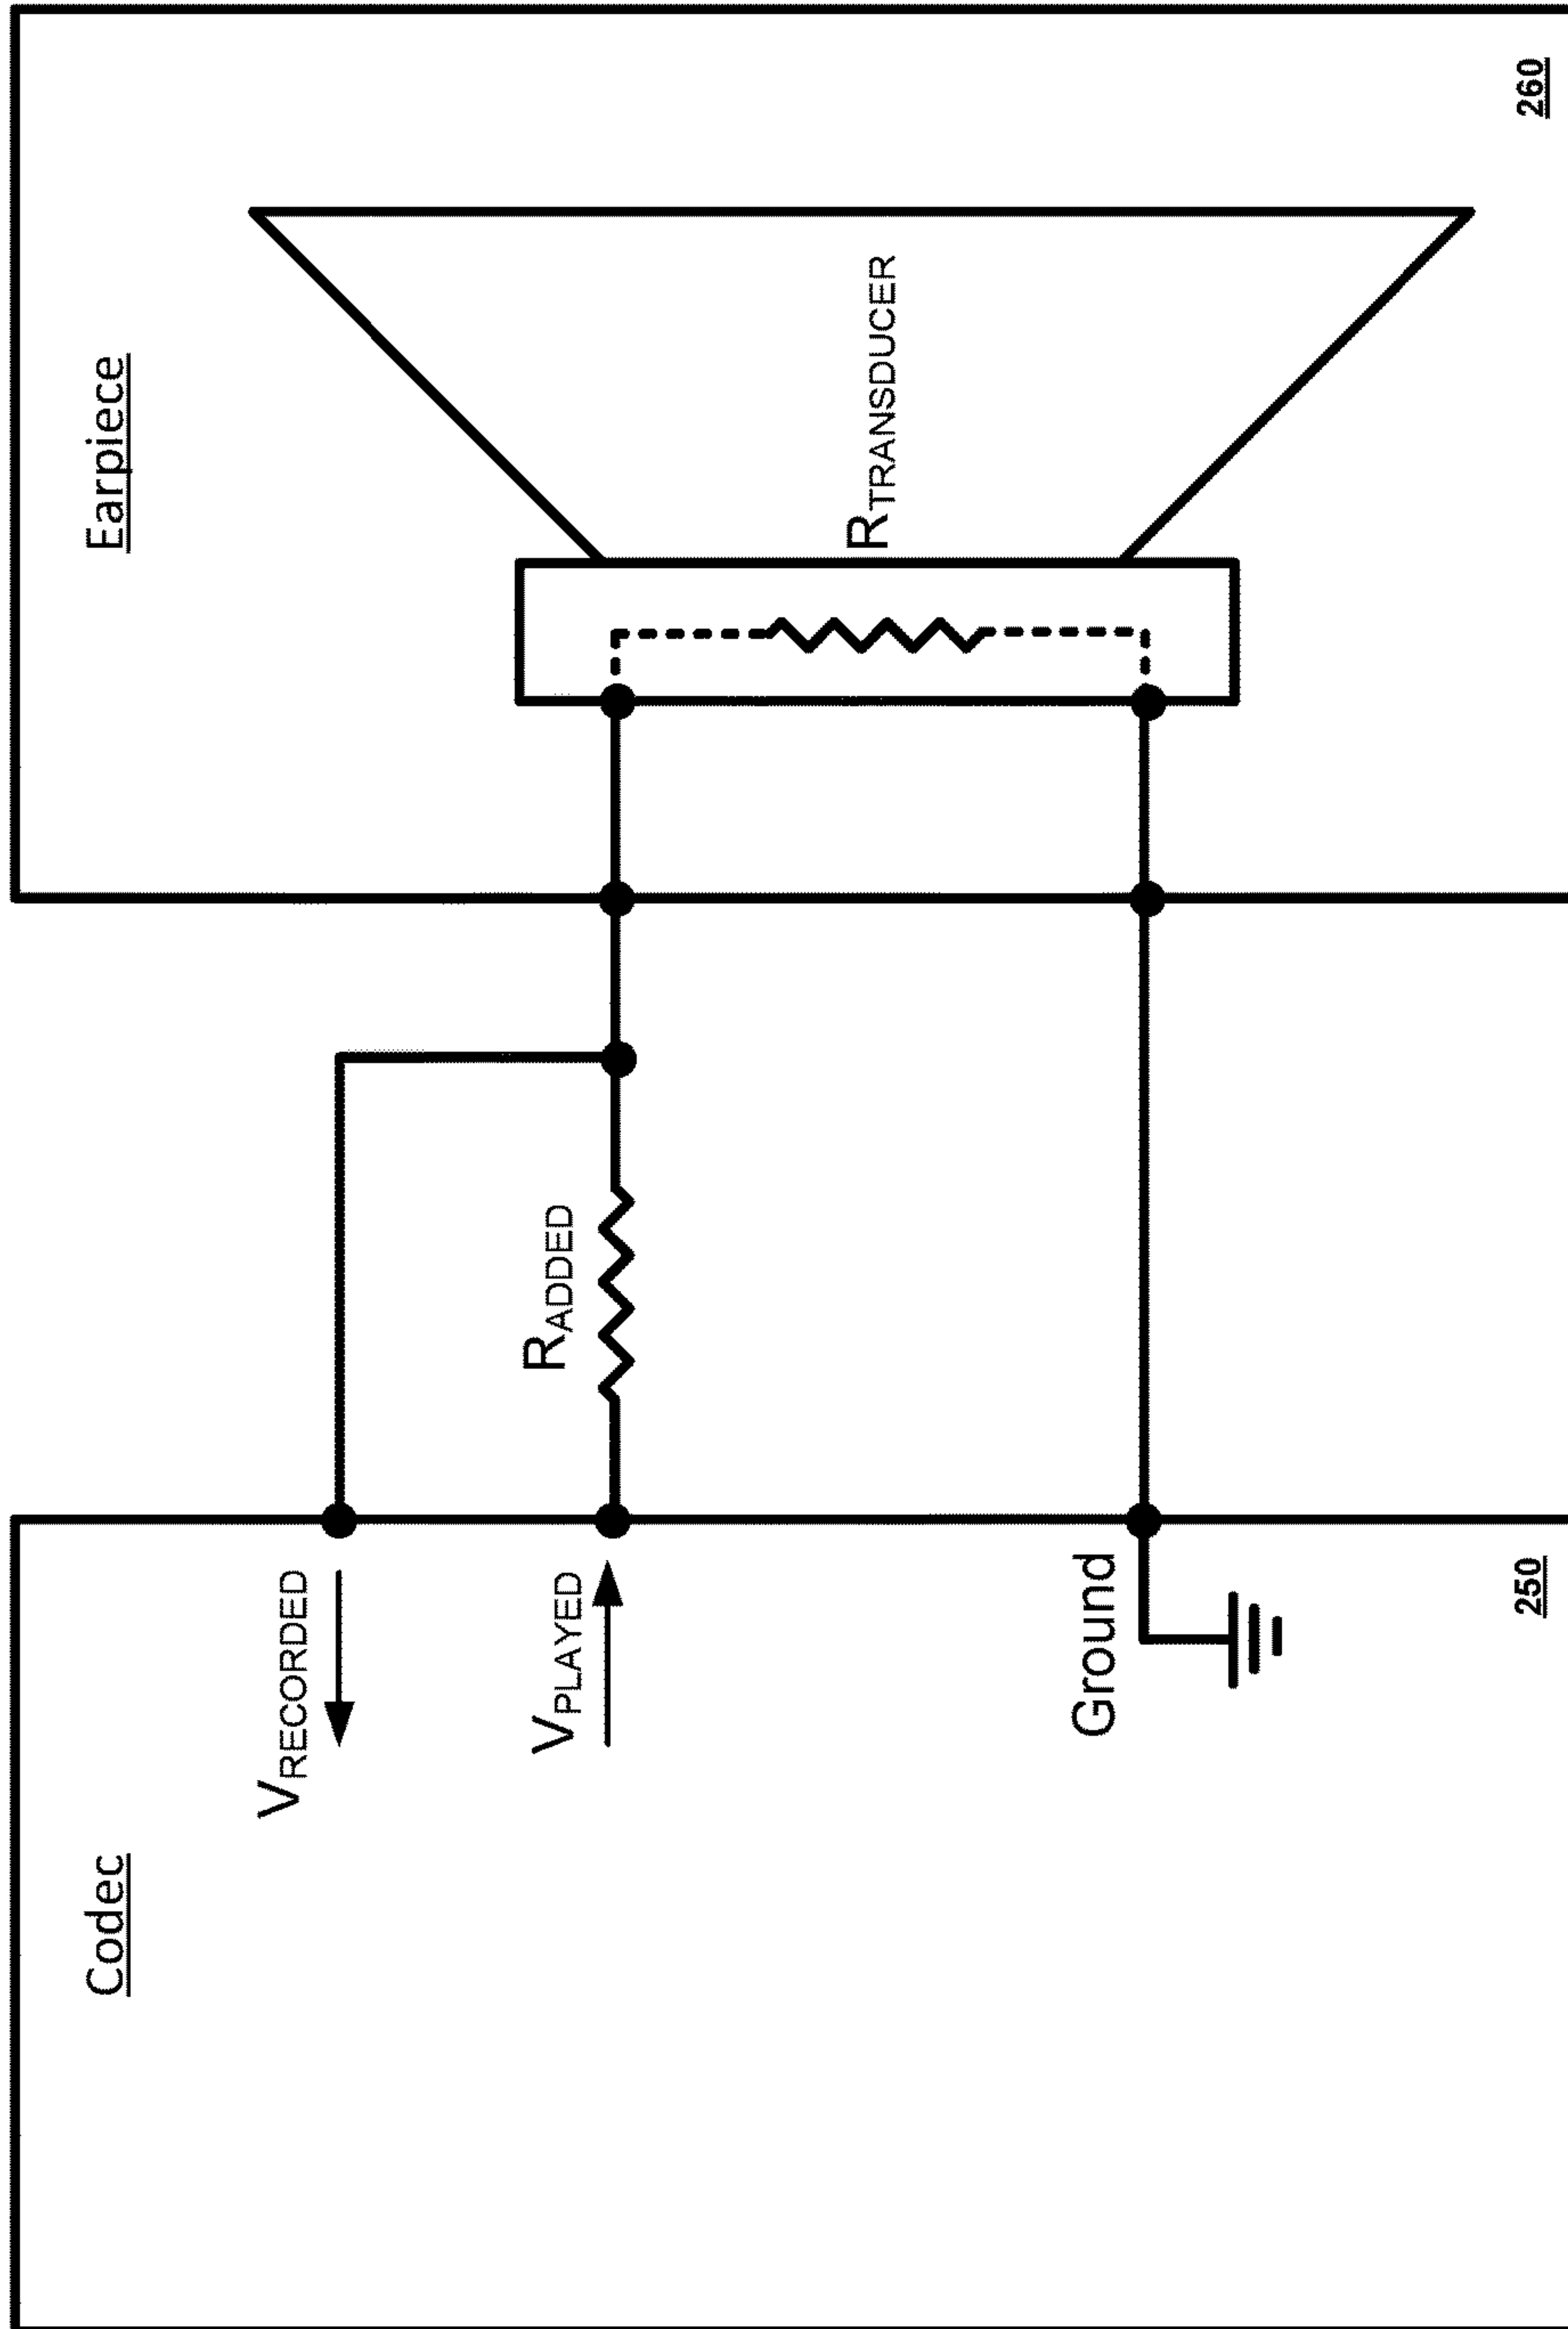 Codec
Earpiece
VRECORDED
RADDED
VPLAYED
RTRANSDUCER
Ground
250
260